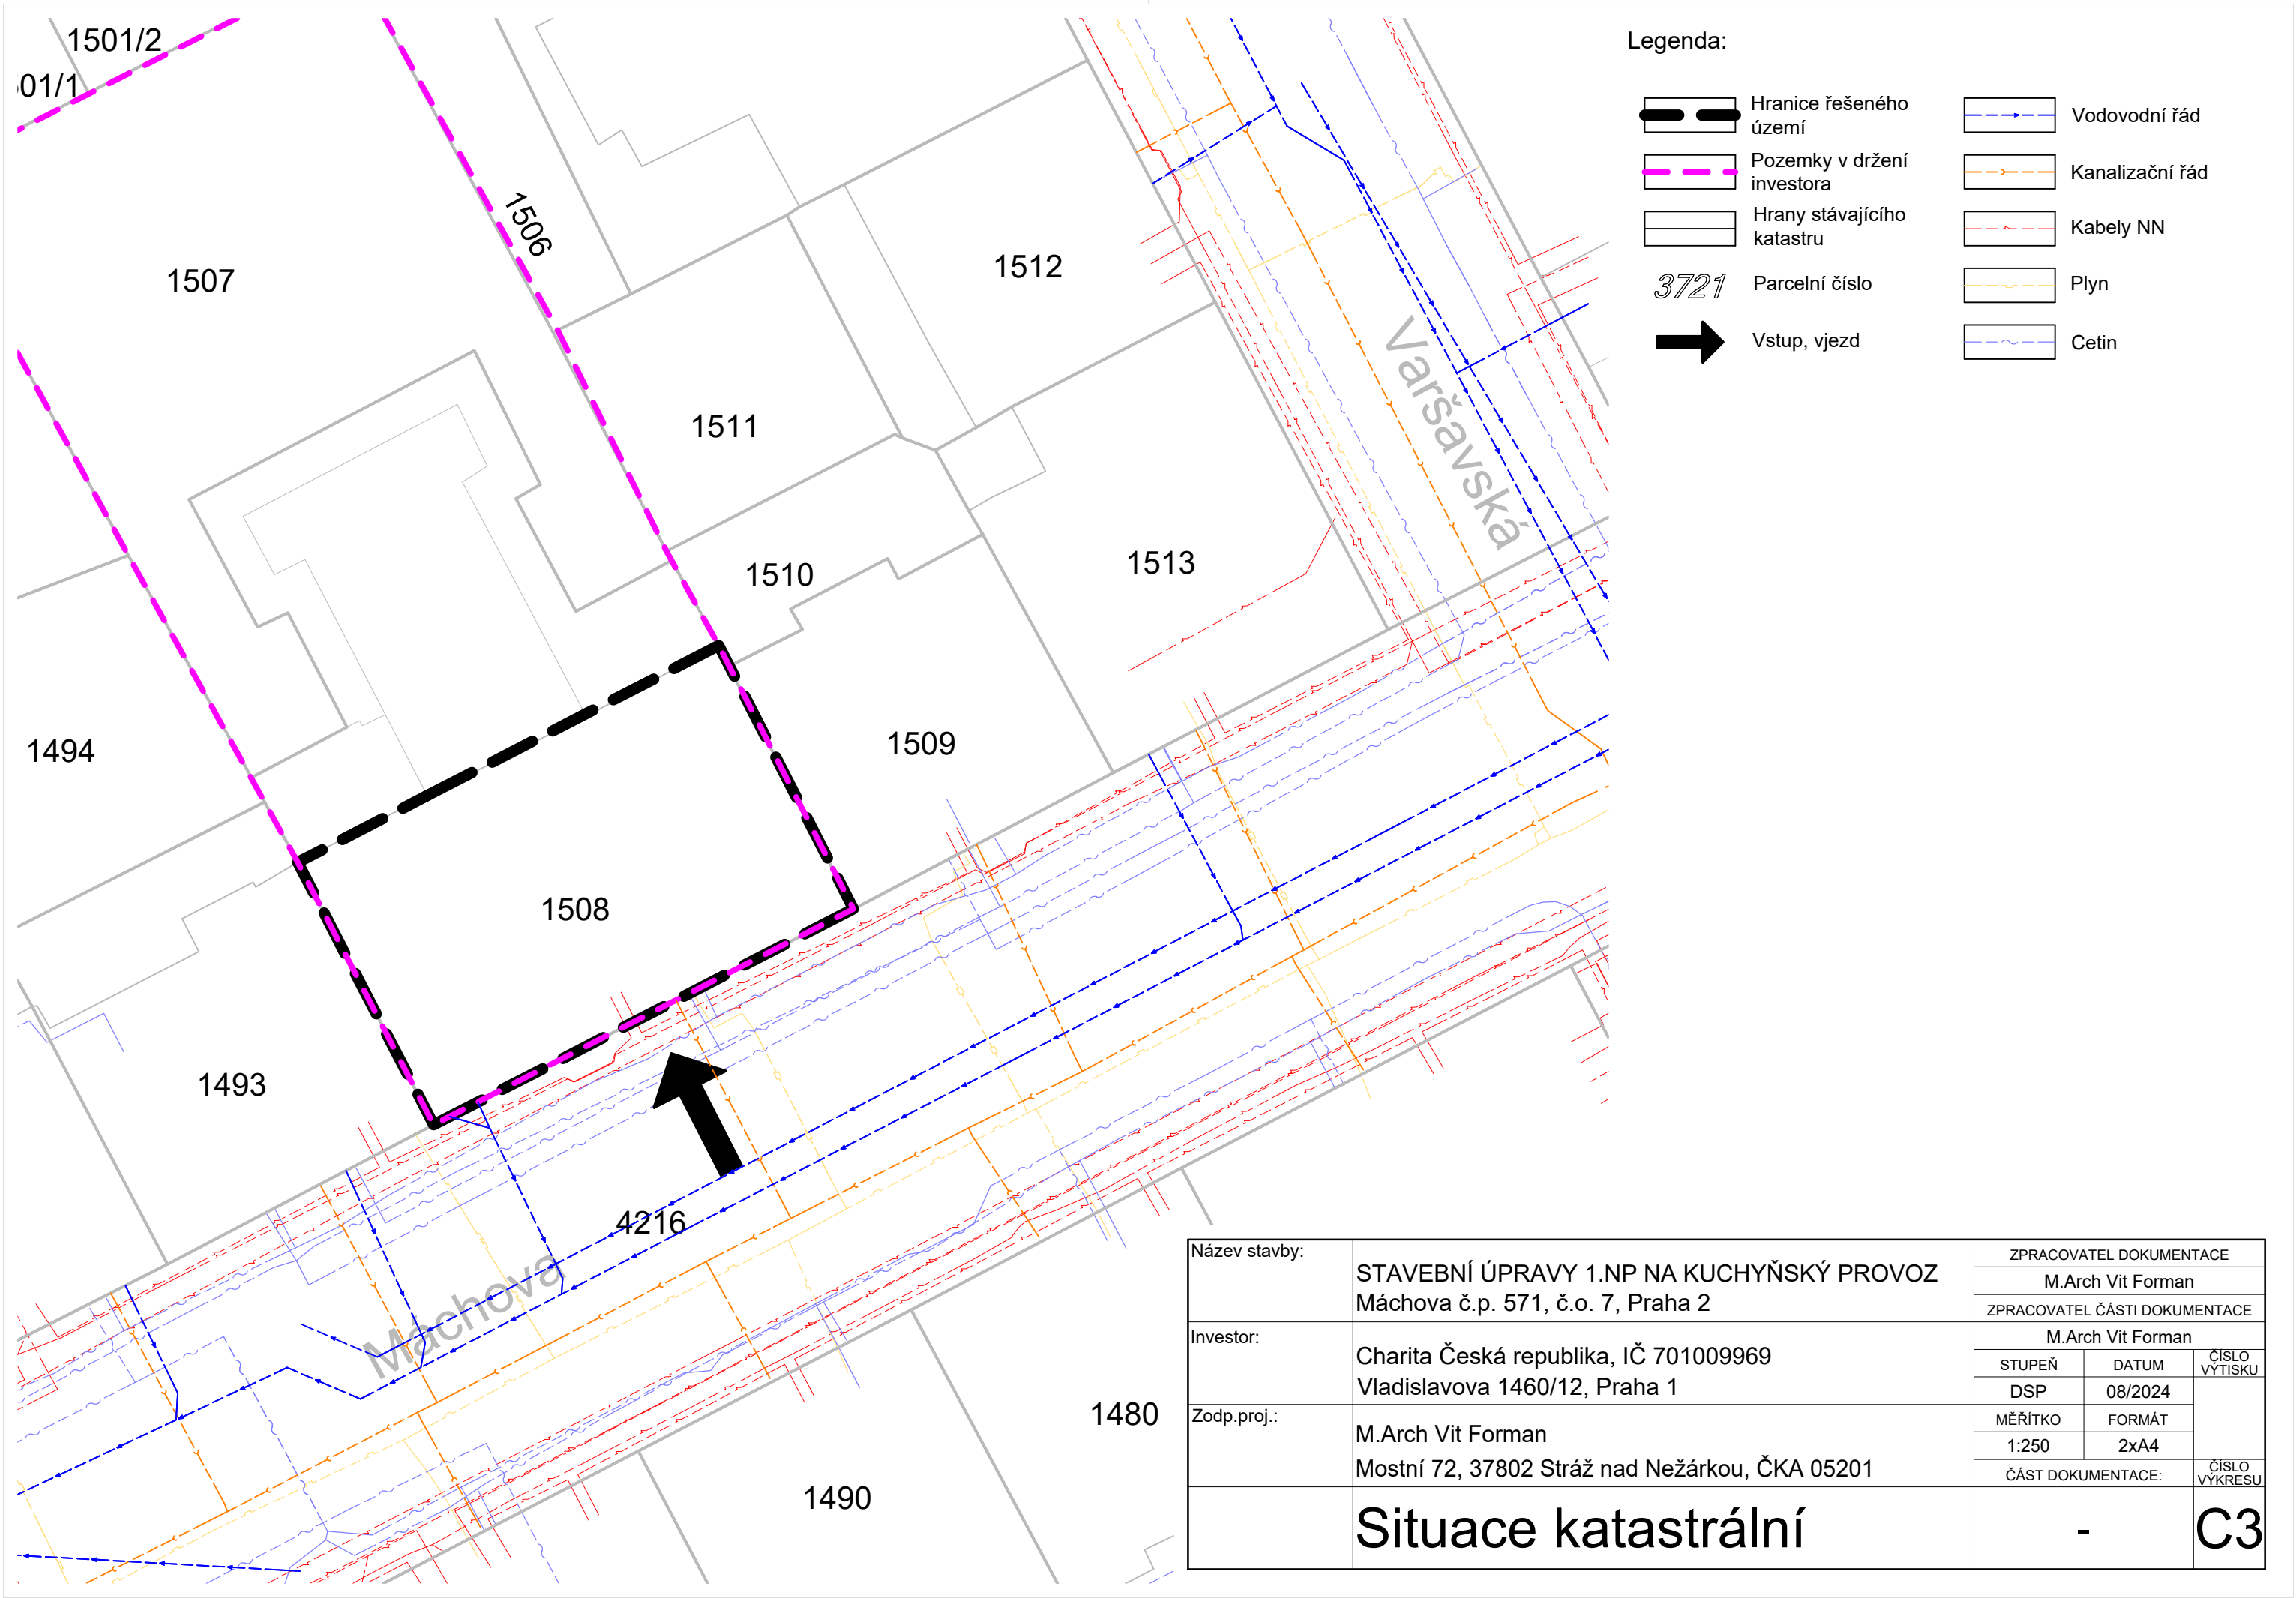 1501/2
01/1
1507
1506
1512
1511
1510
1513
1494
1509
1508
1493
4216
1480
1490
Varšavská
Máchova
Legenda:
Hranice řešeného
území
Pozemky v držení
investora
Hrany stávajícího
katastru
3721
Parcelní číslo
Vstup, vjezd
Vodovodní řád
Kanalizační řád
Kabely NN
Plyn
Cetin
Název stavby:
STAVEBNÍ ÚPRAVY 1.NP NA KUCHYŇSKÝ PROVOZ
Máchova č.p. 571, č.o. 7, Praha 2
Investor:
Charita Česká republika, IČ 701009969
Vladislavova 1460/12, Praha 1
Zodp.proj.:
M.Arch Vit Forman
Mostní 72, 37802 Stráž nad Nežárkou, ČKA 05201
Situace katastrální
ZPRACOVATEL DOKUMENTACE
M.Arch Vit Forman
ZPRACOVATEL ČÁSTI DOKUMENTACE
M.Arch Vit Forman
STUPEŇ DATUM ČÍSLO
VÝTISKU
DSP 08/2024
MĚŘÍTKO FORMÁT
1:250 2xA4
ČÁST DOKUMENTACE: ČÍSLO
VÝKRESU
- C3